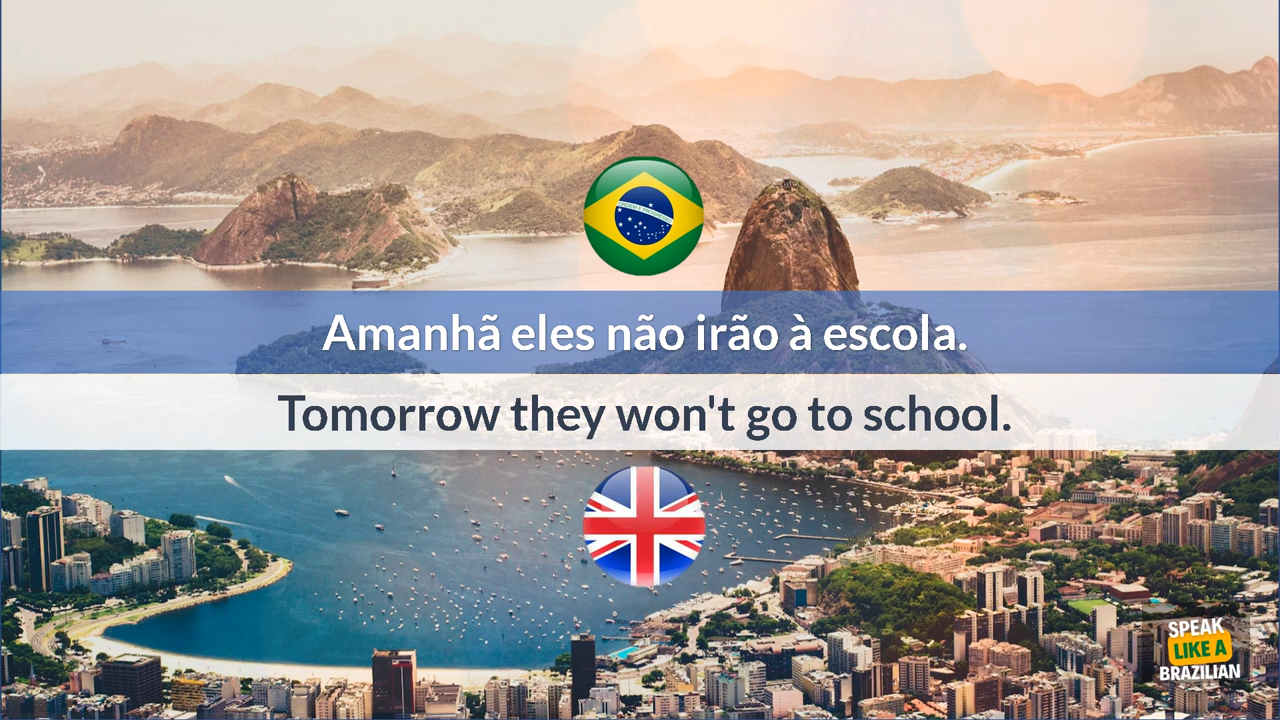 Amanhã eles não irão à escola.
Tomorrow they won't go to school.
SPEAK
LIKE A
BRAZILIAN